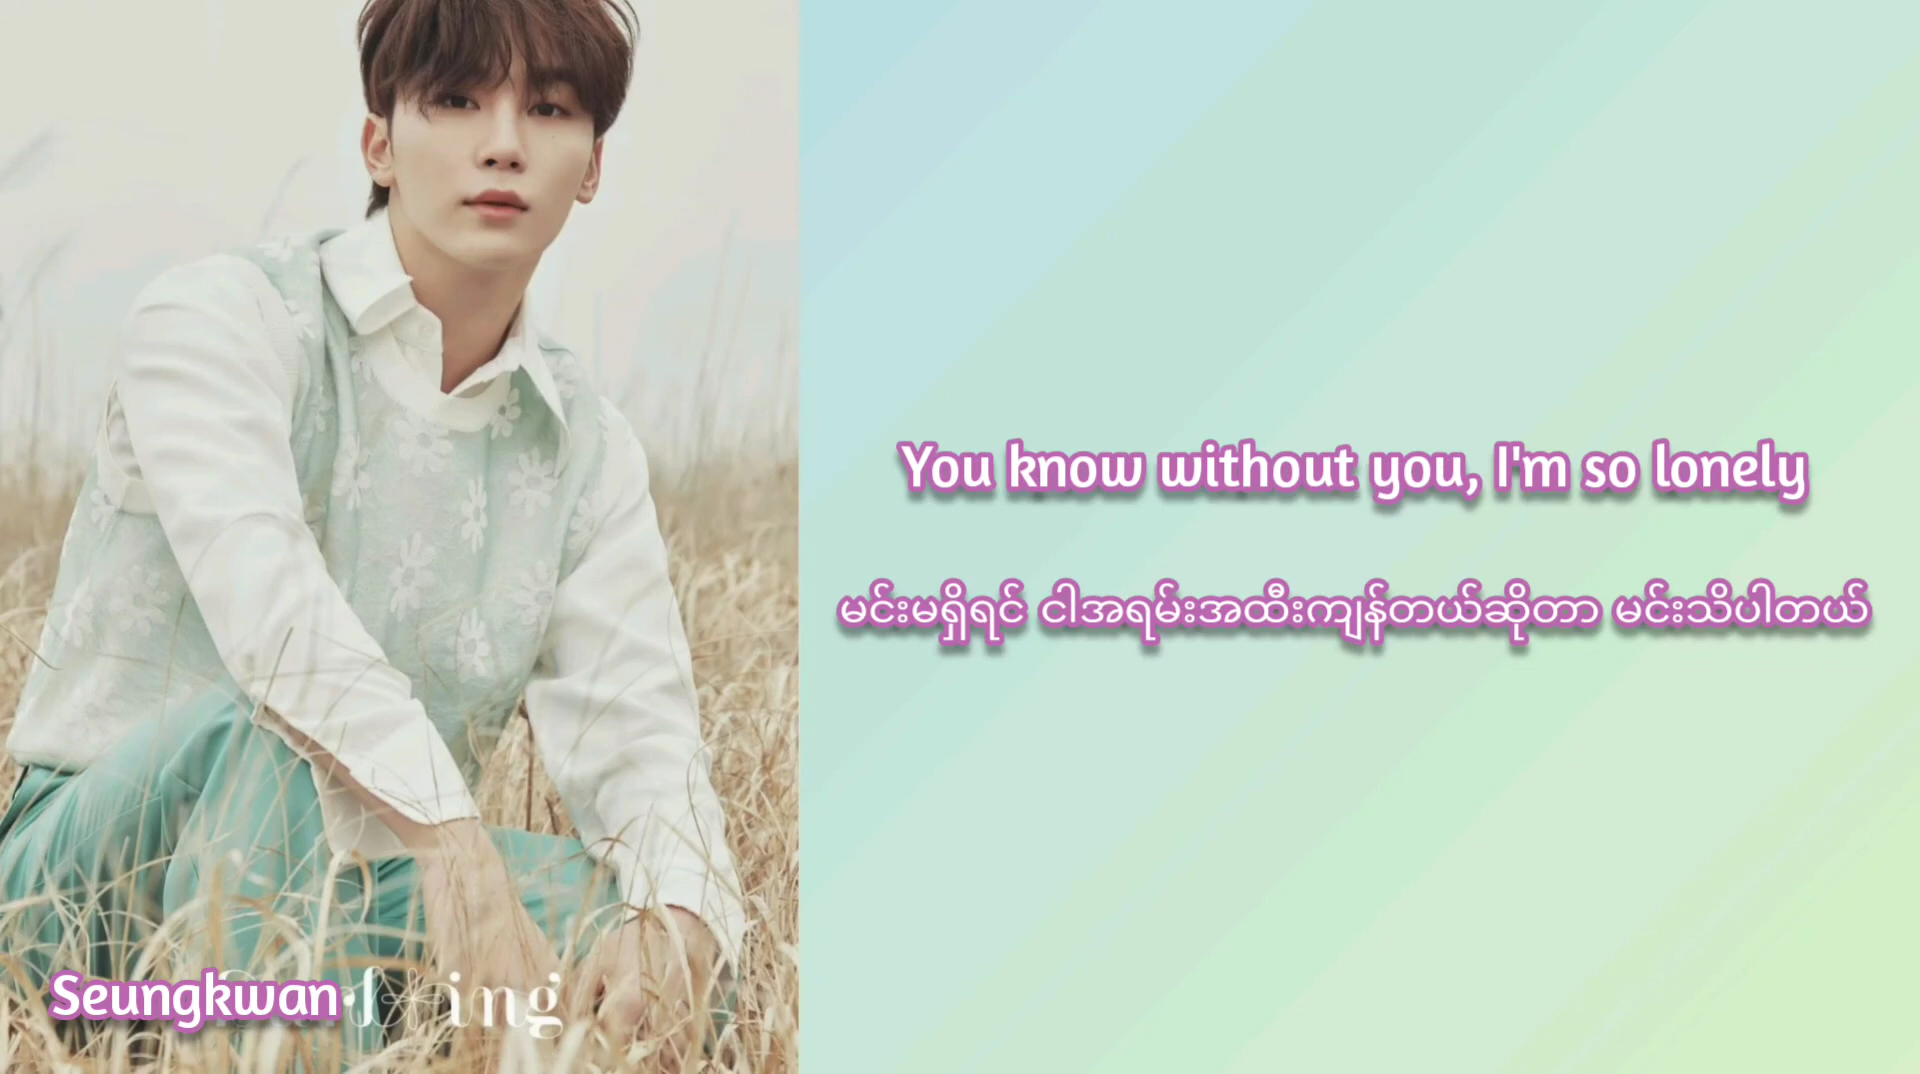 You know without you, I'm so lonely
မင်းမရှိရင် ငါအရမ်းအထီးကျန်တယ်ဆိုတာ မင်းသိပါတယ်
Seungkwan